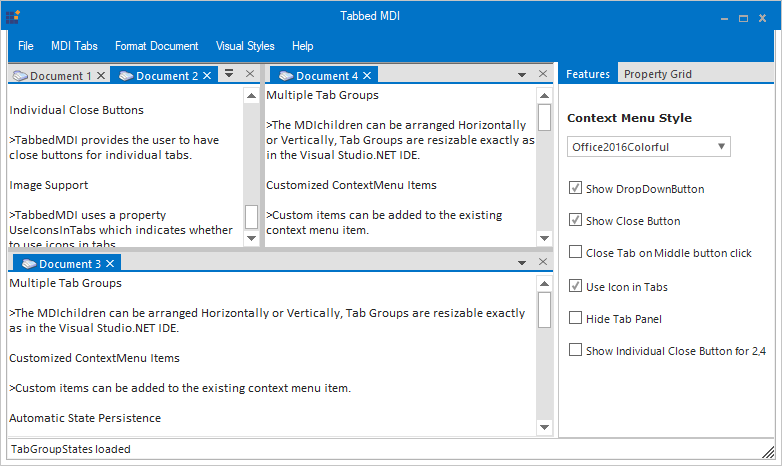 Tabbed MDI
File MDI Tabs Format Document Visual Styles Help
Document 1 Document 2
Individual Close Buttons
>TabbedMDI provides the user to have
close buttons for individual tabs.
Image Support
>TabbedMDI uses a property
UseIconsInTabs which indicates whether
to use icons in tabs
Document 4
Multiple Tab Groups
>The MDIchildren can be arranged Horizontally
or Vertically, Tab Groups are resizable exactly as
in the Visual Studio.NET IDE.
Customized ContextMenu Items
>Custom items can be added to the existing
context menu item.
Document 3
Multiple Tab Groups
>The MDIchildren can be arranged Horizontally or Vertically, Tab Groups are resizable exactly
as in the Visual Studio.NET IDE.
Customized ContextMenu Items
>Custom items can be added to the existing context menu item.
Automatic State Persistence
Features Property Grid
Context Menu Style
Office2016Colorful
Show DropDownButton
Show Close Button
Close Tab on Middle button click
Use Icon in Tabs
Hide Tab Panel
Show Individual Close Button for 2,4
TabGroupStates loaded